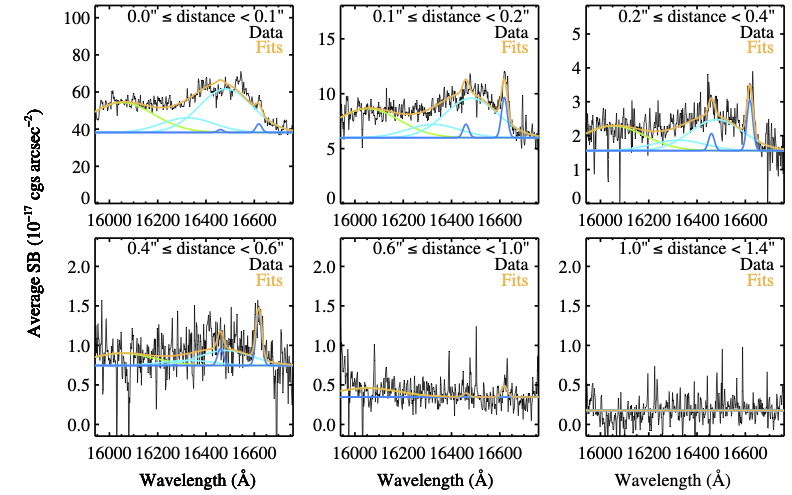 0.0" ≤ distance < 0.1"
Data
Fits
100
80
60
40
20
0
16000 16200 16400 16600
0.1" ≤ distance < 0.2"
Data
Fits
15
10
5
0
16000 16200 16400 16600
0.2" ≤ distance < 0.4"
Data
Fits
5
4
3
2
1
0
16000 16200 16400 16600
Average SB (10⁻¹⁷ cgs arcsec⁻²)
0.4" ≤ distance < 0.6"
Data
Fits
2.0
1.5
1.0
0.5
0.0
16000 16200 16400 16600
Wavelength (Å)
0.6" ≤ distance < 1.0"
Data
Fits
2.0
1.5
1.0
0.5
0.0
16000 16200 16400 16600
Wavelength (Å)
1.0" ≤ distance < 1.4"
Data
Fits
2.0
1.5
1.0
0.5
0.0
16000 16200 16400 16600
Wavelength (Å)